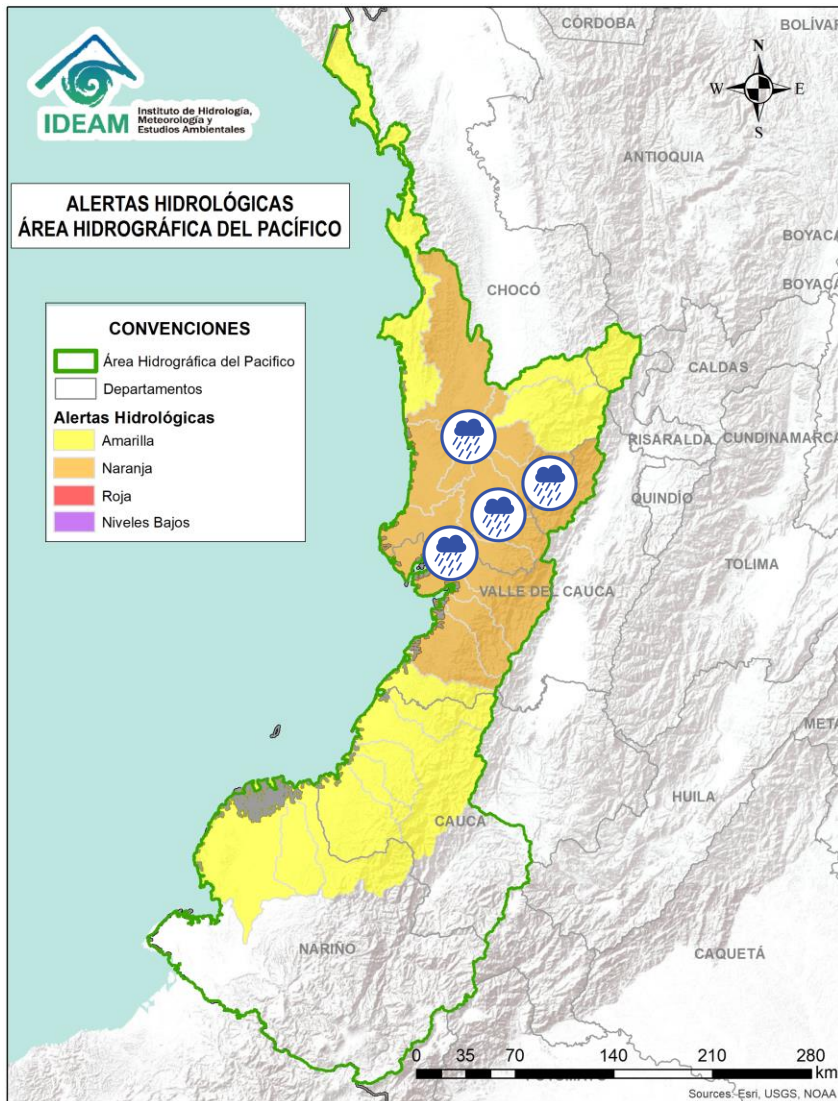 CÓRDOBA
BOLÍVAR
N
W
E
S
IDEAM
Instituto de Hidrología,
Meteorología y
Estudios Ambientales
ANTIOQUIA
ALERTAS HIDROLÓGICAS
ÁREA HIDROGRÁFICA DEL PACÍFICO
BOYACÁ
BOYACÁ
CHOCÓ
CONVENCIONES
Área Hidrográfica del Pacifico
Departamentos
Alertas Hidrológicas
Amarilla
Naranja
Roja
Niveles Bajos
CALDAS
RISARALDA
CUNDINAMARCA
QUINDÍO
TOLIMA
VALLE DEL CAUCA
META
HUILA
CAUCA
NARIÑO
CAQUETÁ
0 35 70 140 210 280
km
Sources: Esri, USGS, NOAA